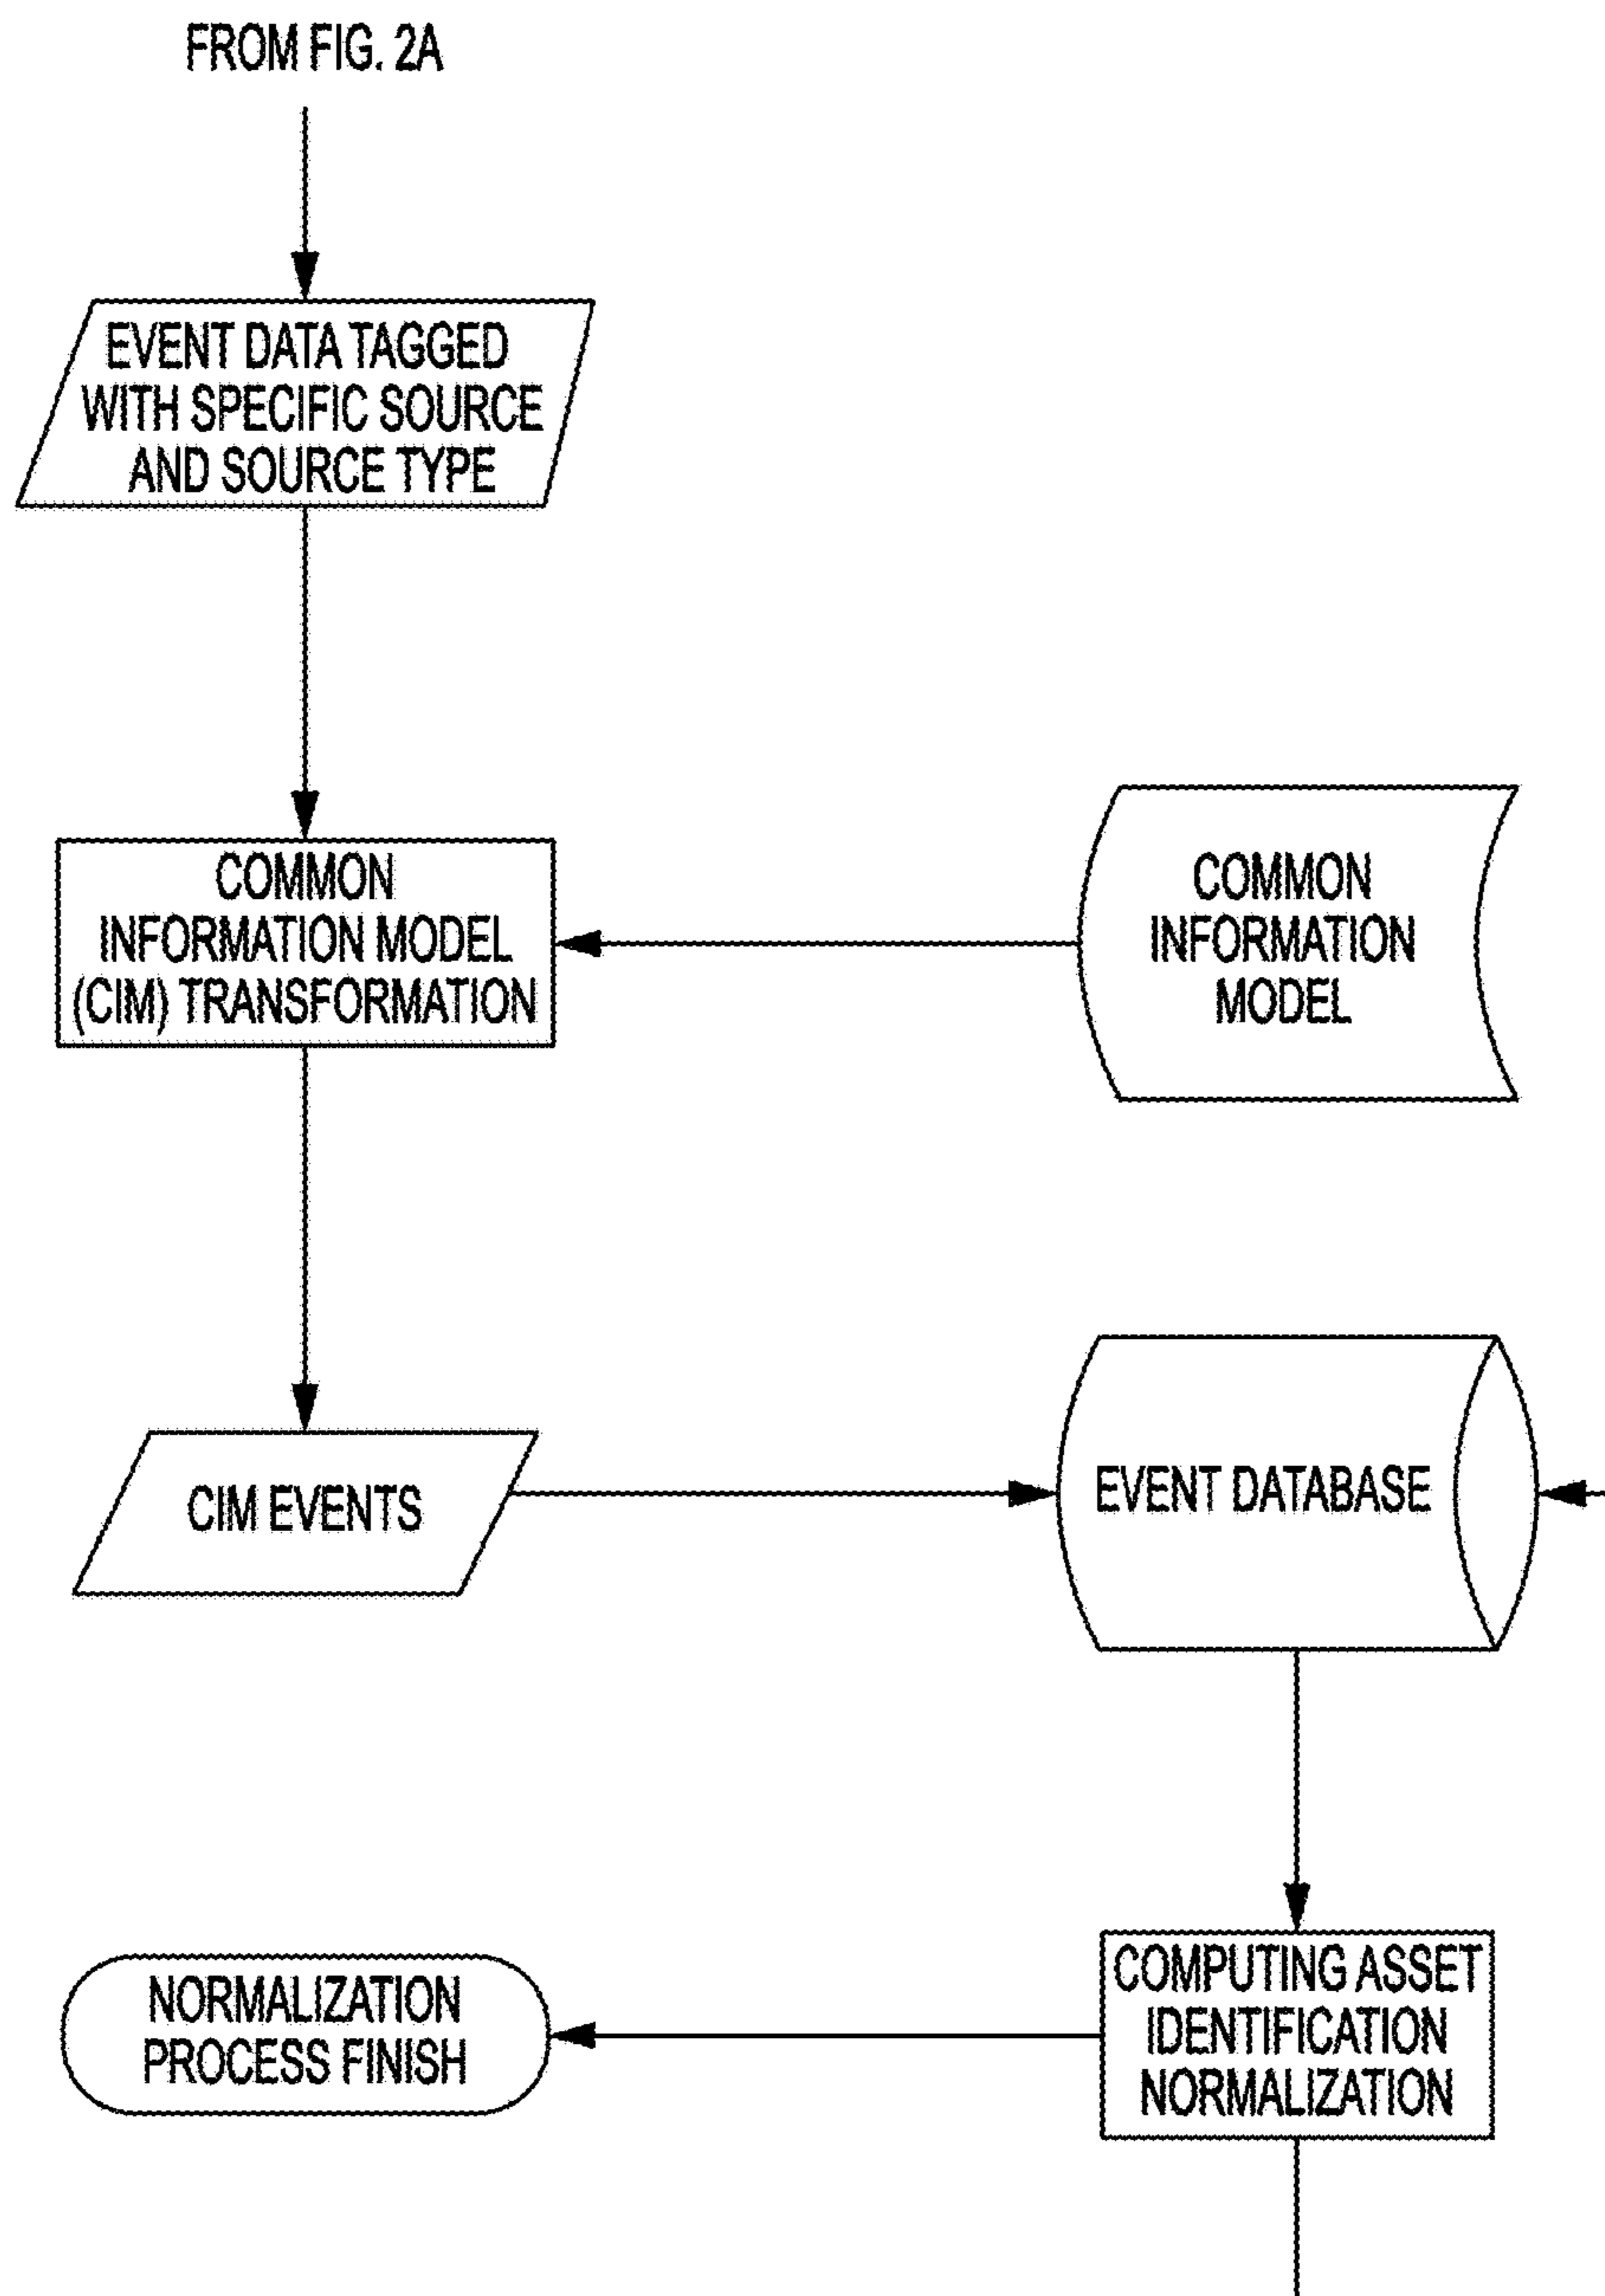 FROM FIG. 2A
EVENT DATA TAGGED
WITH SPECIFIC SOURCE
AND SOURCE TYPE
COMMON
INFORMATION MODEL
(CIM) TRANSFORMATION
COMMON
INFORMATION
MODEL
CIM EVENTS
EVENT DATABASE
NORMALIZATION
PROCESS FINISH
COMPUTING ASSET
IDENTIFICATION
NORMALIZATION